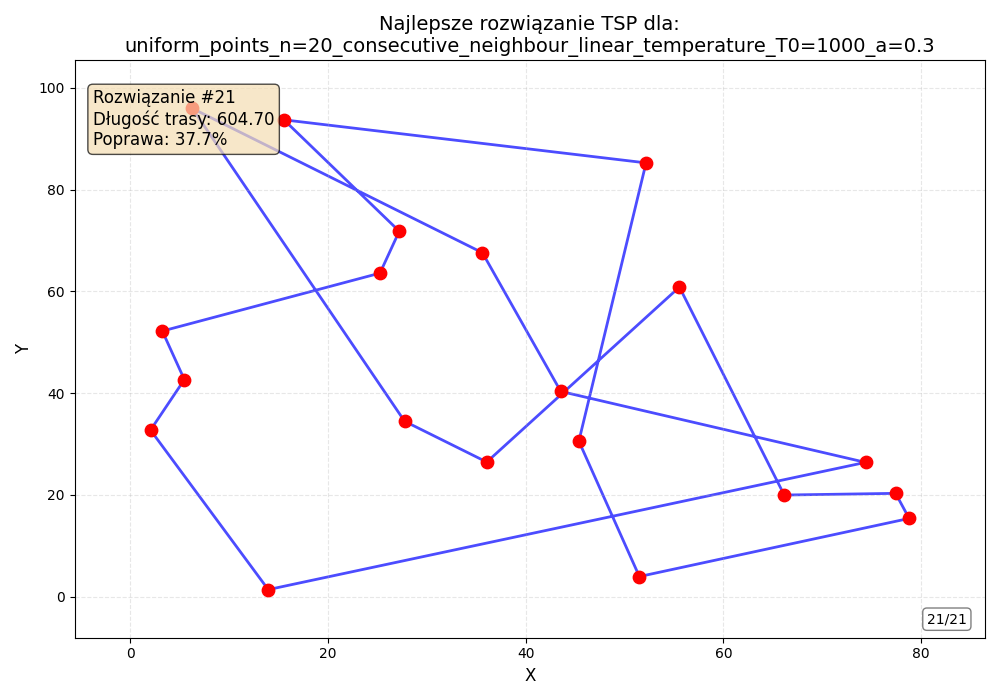 Najlepsze rozwiązanie TSP dla:
uniform_points_n=20_consecutive_neighbour_linear_temperature_T0=1000_a=0.3
Rozwiązanie #21
Długość trasy: 604.70
Poprawa: 37.7%
100
80
60
40
20
0
Y
21/21
0 20 40 60 80
X